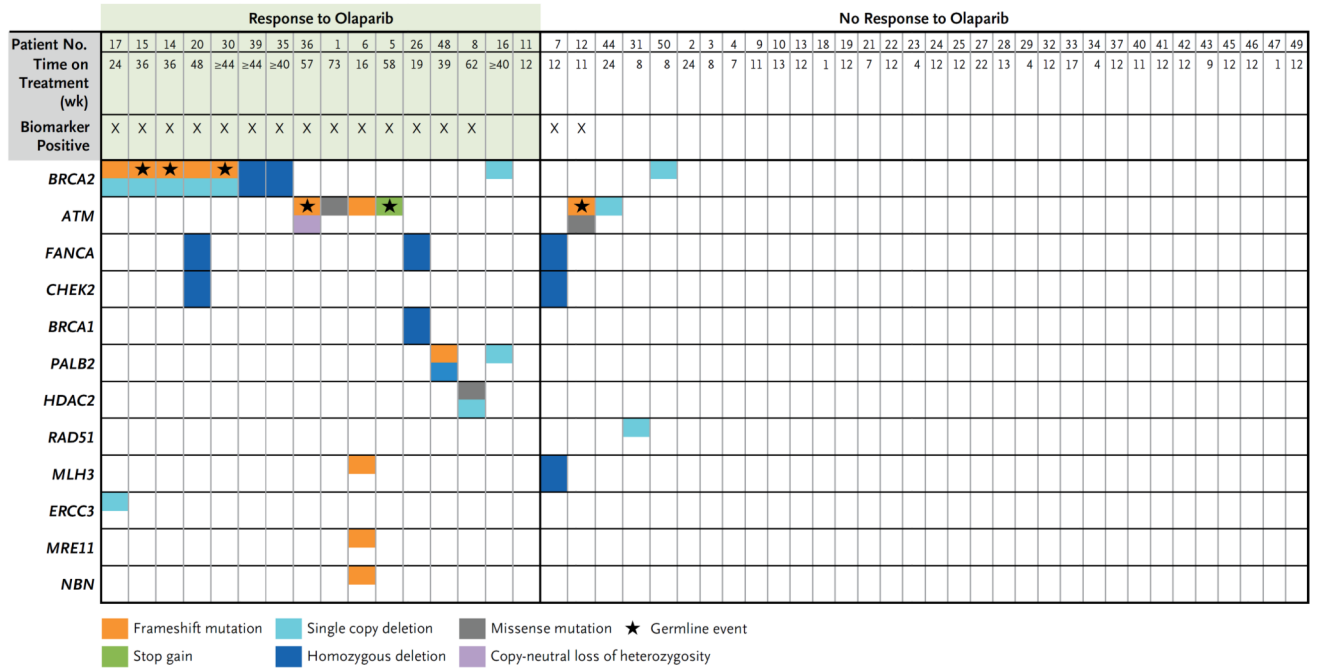 Response to Olaparib
No Response to Olaparib
Patient No. 17 15 14 20 30 39 35 36 1 6 5 26 48 8 16 11 7 12 44 31 50 2 3 4 9 10 13 18 19 21 22 23 24 25 27 28 29 32 33 34 37 40 41 42 43 45 46 47 49
Time on 24 36 36 48 ≥44 ≥44 ≥40 57 73 16 58 19 39 62 ≥40 12 12 11 24 8 8 24 8 7 11 13 12 1 12 7 12 4 12 12 22 13 4 12 17 4 12 11 12 12 9 12 12 1 12
Treatment
(wk)
Biomarker X X X X X X X X X X X X X X X X
Positive
BRCA2
ATM
FANCA
CHEK2
BRCA1
PALB2
HDAC2
RAD51
MLH3
ERCC3
MRE11
NBN
Frameshift mutation Single copy deletion Missense mutation ★ Germline event
Stop gain Homozygous deletion Copy-neutral loss of heterozygosity